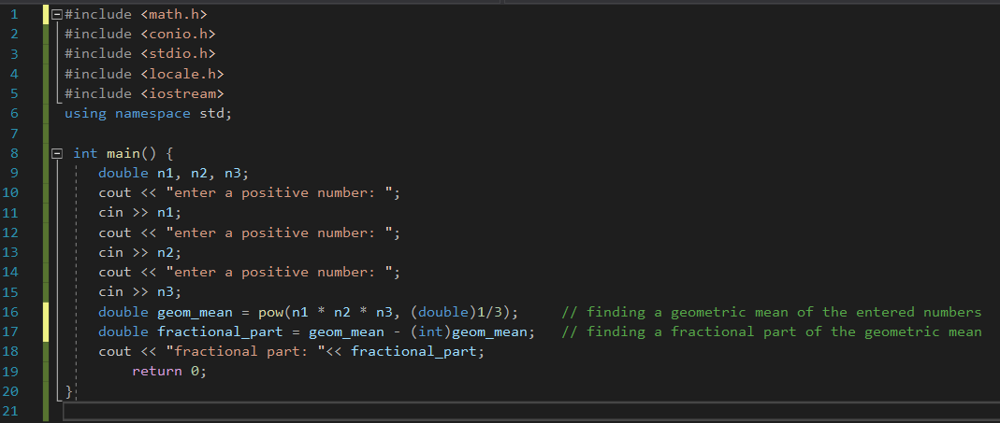 1 #include <math.h>
2 #include <conio.h>
3 #include <stdio.h>
4 #include <locale.h>
5 #include <iostream>
6 using namespace std;
7
8 int main() {
9 double n1, n2, n3;
10 cout << "enter a positive number: ";
11 cin >> n1;
12 cout << "enter a positive number: ";
13 cin >> n2;
14 cout << "enter a positive number: ";
15 cin >> n3;
16 double geom_mean = pow(n1 * n2 * n3, (double)1/3); // finding a geometric mean of the entered numbers
17 double fractional_part = geom_mean - (int)geom_mean; // finding a fractional part of the geometric mean
18 cout << "fractional part: "<< fractional_part;
19 return 0;
20 }
21